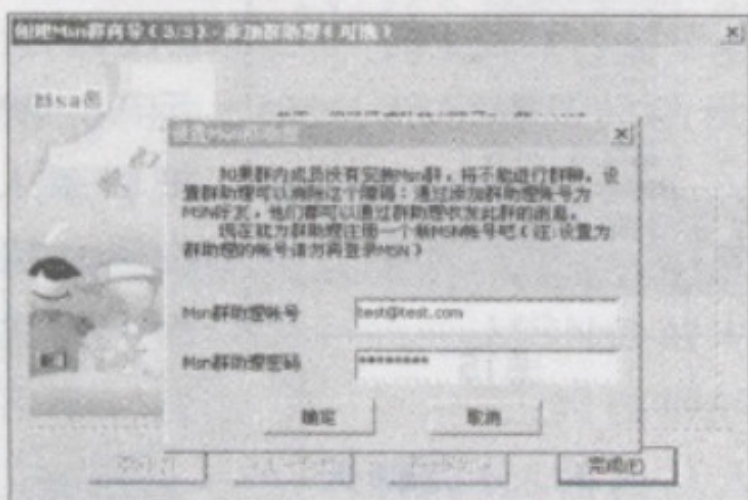 创建Msn群向导(3/3)-添加群助理(可选)
Msn群
设置Msn群助理
如果群内成员没有安装Msn群，将不能进行群聊。设
置群助理可以消除这个障碍：通过添加群助理帐号为
MSN好友，他们都可以通过群助理收发此群的消息。
现在就为群助理注册一个新MSN帐号吧(注:设置为
群助理的帐号请勿再登录MSN)
Msn群助理帐号
test@test.com
Msn群助理密码
********
确定
取消
完成(F)